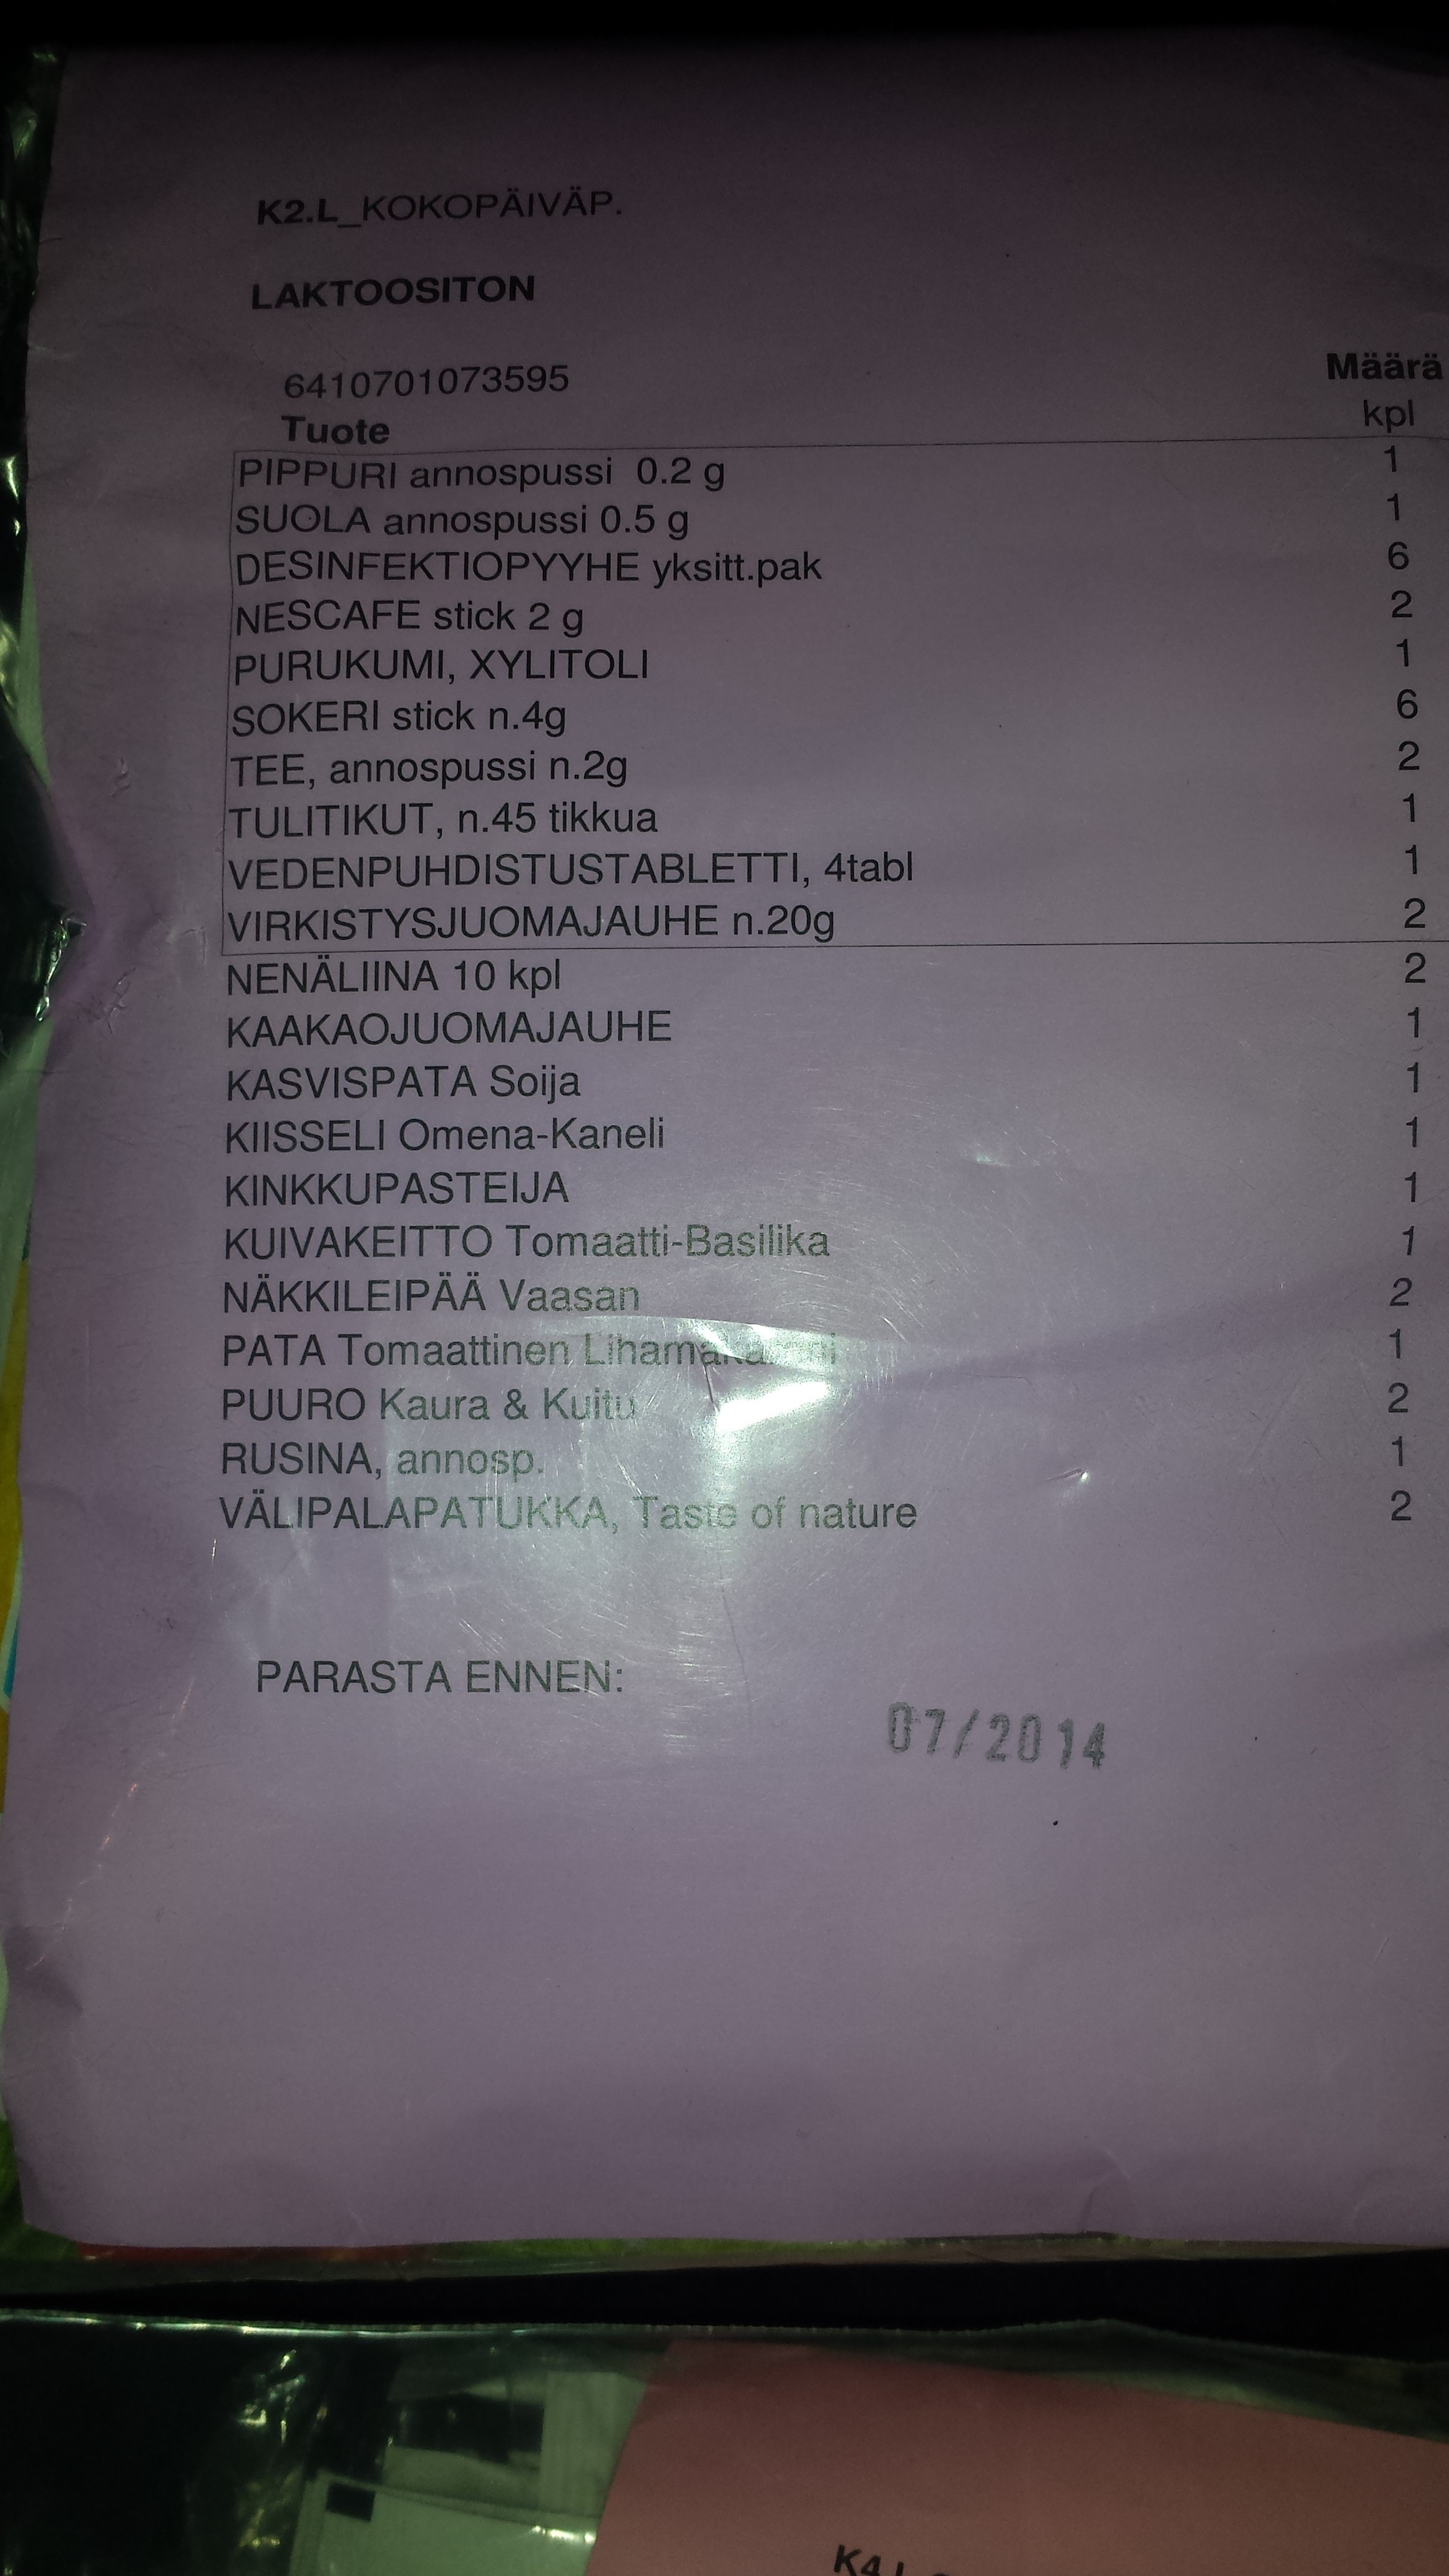 K2.L_KOKOPÄIVÄP.
LAKTOOSITON
6410701073595
Määrä
Tuote kpl
PIPPURI annospussi 0.2 g 1
SUOLA annospussi 0.5 g 1
DESINFEKTIOPYYHE yksitt.pak 6
NESCAFE stick 2 g 2
PURUKUMI, XYLITOLI 1
SOKERI stick n.4g 6
TEE, annospussi n.2g 2
TULITIKUT, n.45 tikkua 1
VEDENPUHDISTUSTABLETTI, 4tabl 1
VIRKISTYSJUOMAJAUHE n.20g 2
NENÄLIINA 10 kpl 2
KAAKAOJUOMAJAUHE 1
KASVISPATA Soija 1
KIISSELI Omena-Kaneli 1
KINKKUPASTEIJA 1
KUIVAKEITTO Tomaatti-Basilika 1
NÄKKILEIPÄÄ Vaasan 2
PATA Tomaattinen 1
PUURO Kaura & Kuitu 2
RUSINA, annosp. 1
VÄLIPALAPATUKKA, Taste of nature 2
PARASTA ENNEN:
07/2014